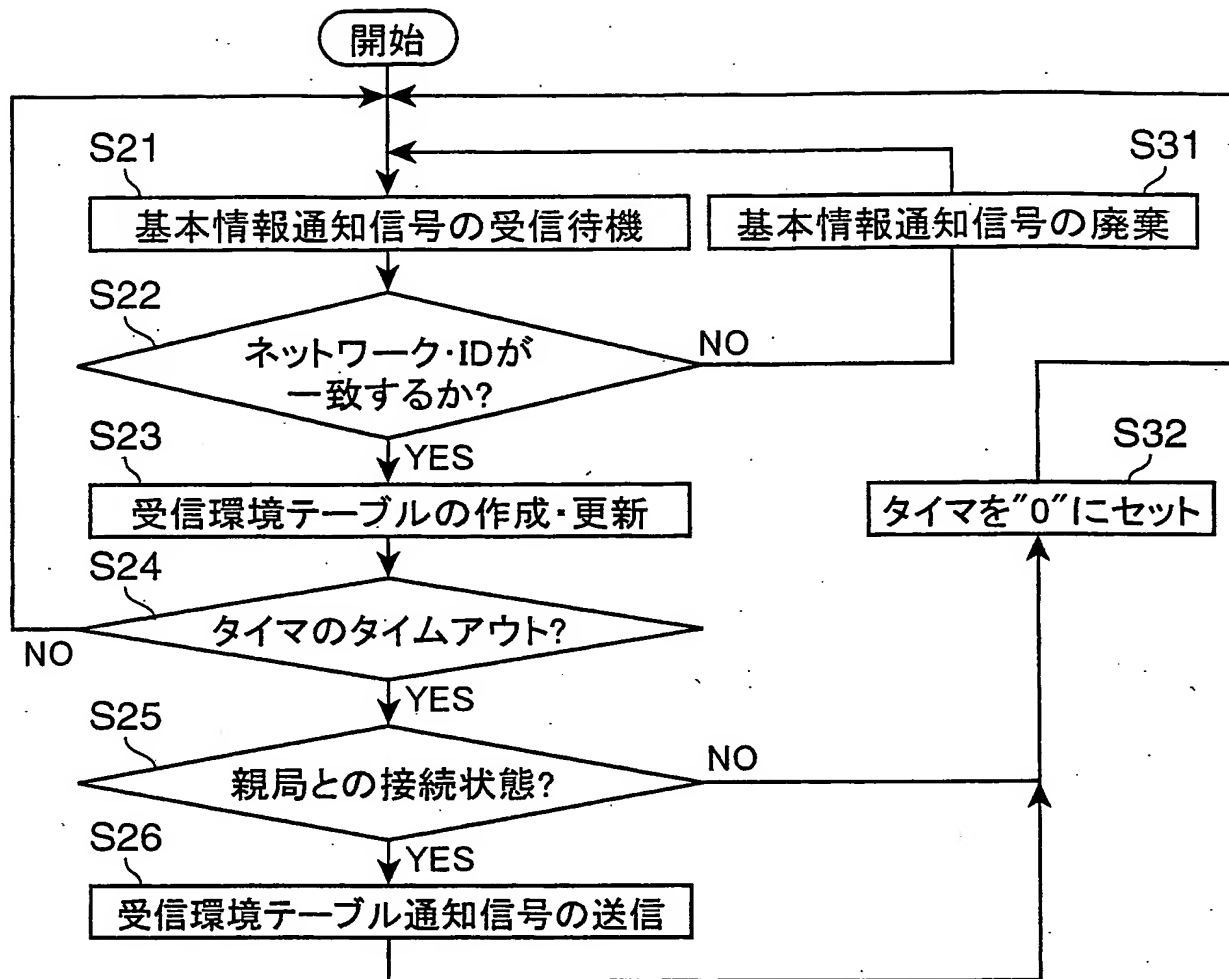 開始
S21
基本情報通知信号の受信待機
S31
基本情報通知信号の廃棄
S22
ネットワーク・IDが
一致するか?
NO
YES
S23
受信環境テーブルの作成・更新
S32
タイマを"0"にセット
S24
タイマのタイムアウト?
NO
YES
S25
親局との接続状態?
NO
YES
S26
受信環境テーブル通知信号の送信